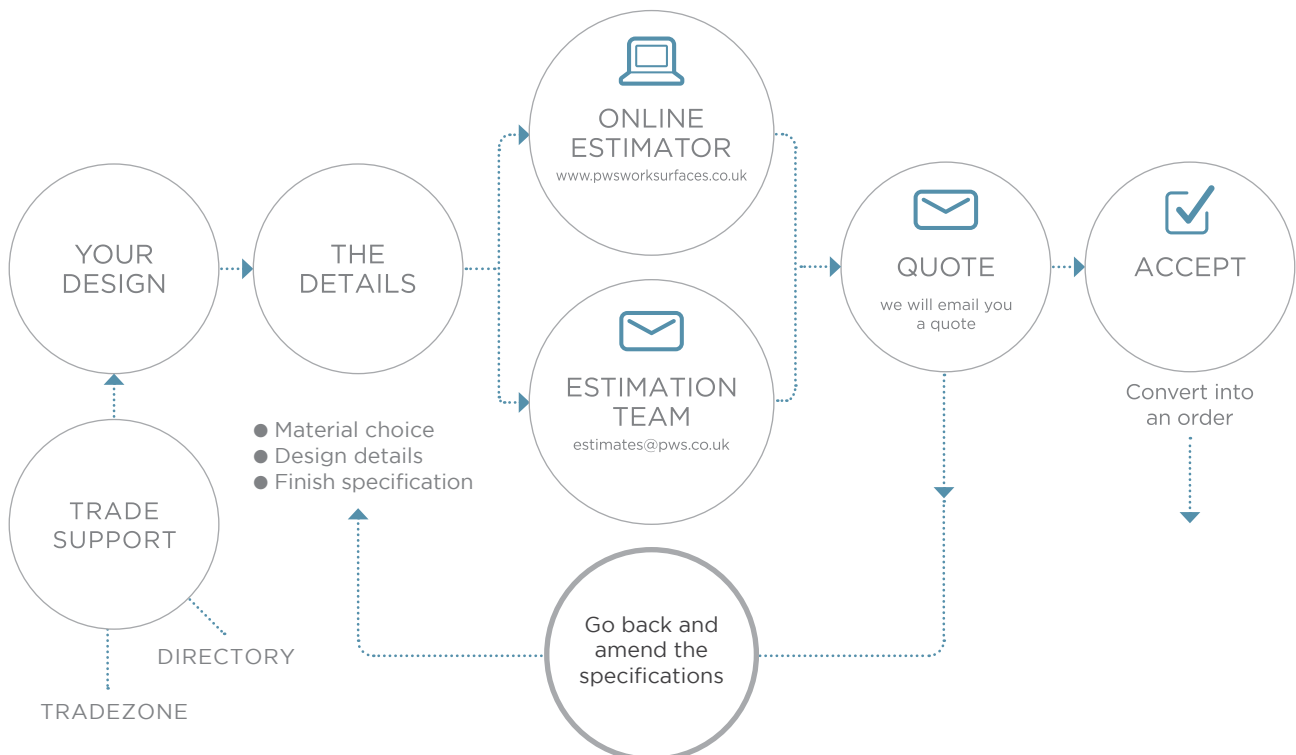 YOUR
DESIGN
THE
DETAILS
ONLINE
ESTIMATOR
www.pwsworksurfaces.co.uk
ESTIMATION
TEAM
estimates@pws.co.uk
QUOTE
we will email you
a quote
ACCEPT
Convert into
an order
● Material choice
● Design details
● Finish specification
TRADE
SUPPORT
DIRECTORY
TRADEZONE
Go back and
amend the
specifications